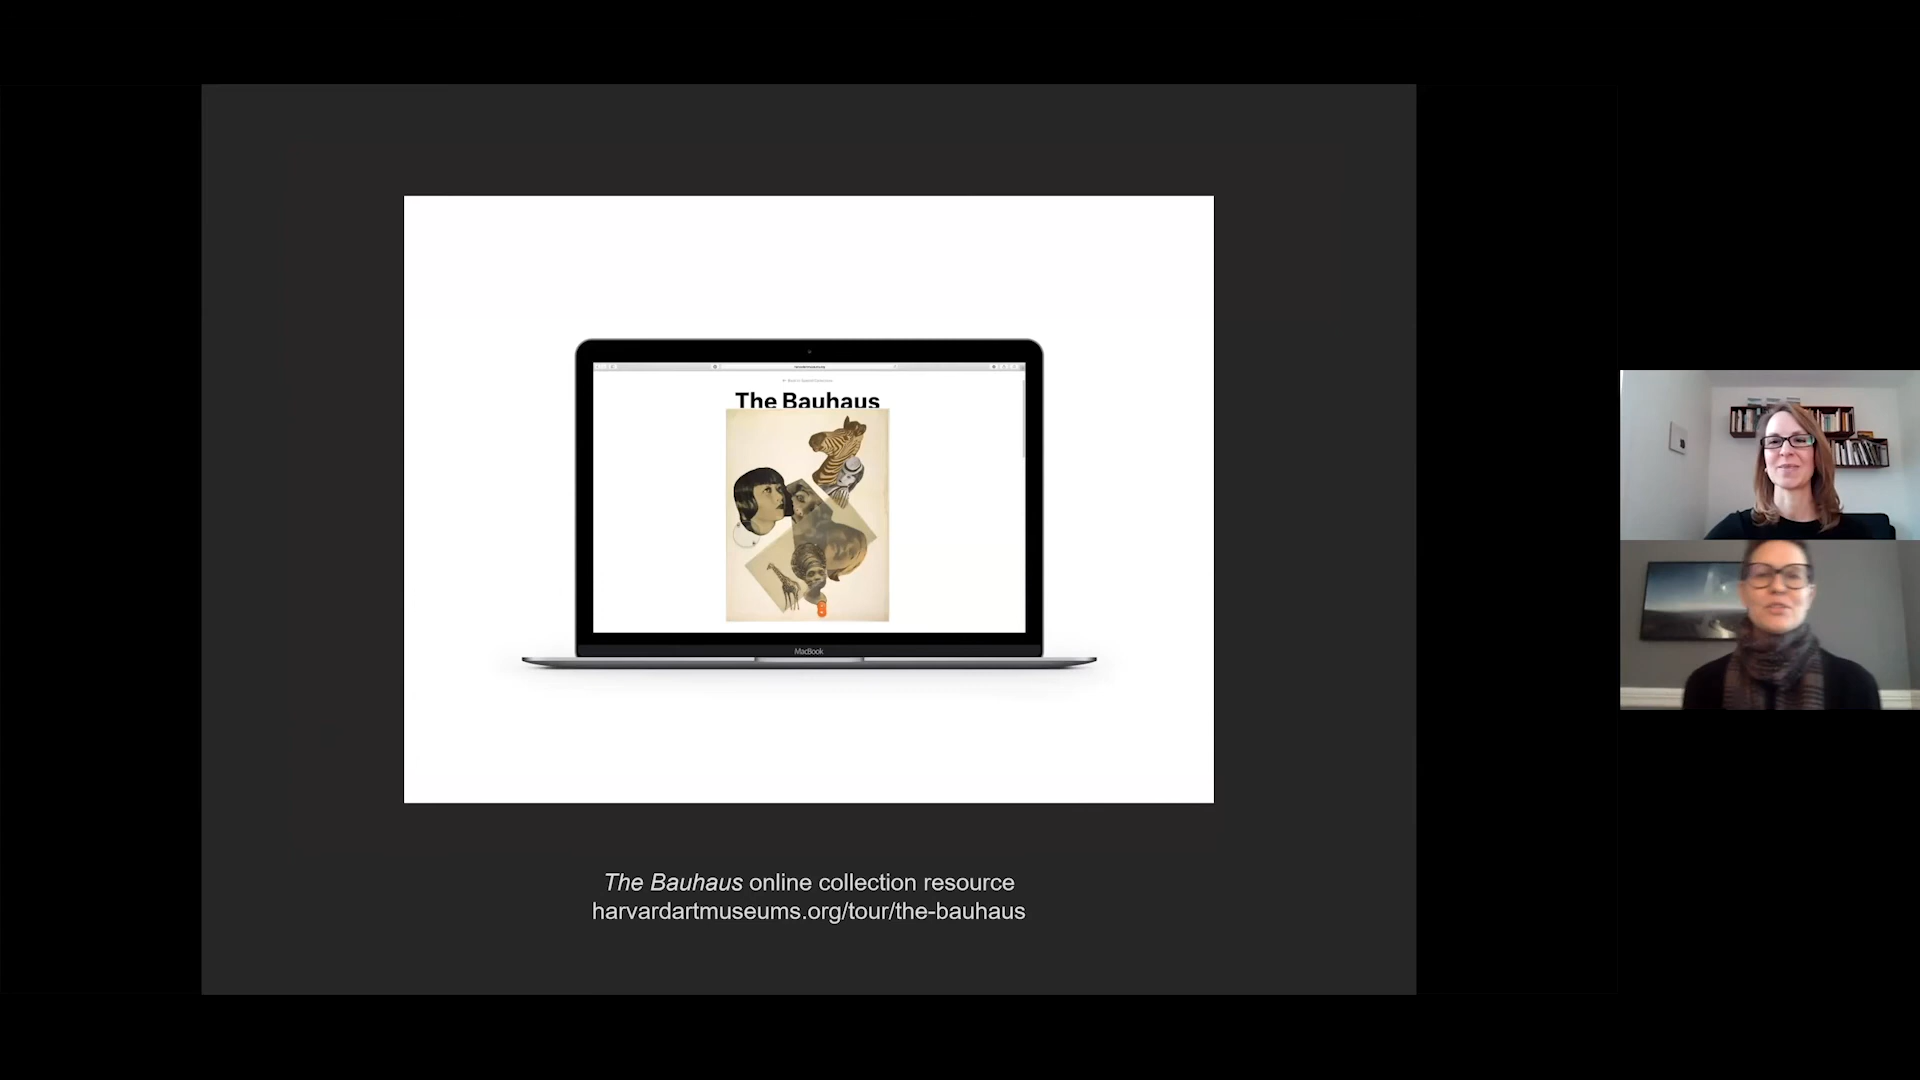 The Bauhaus
MacBook
The Bauhaus online collection resource
harvardartmuseums.org/tour/the-bauhaus